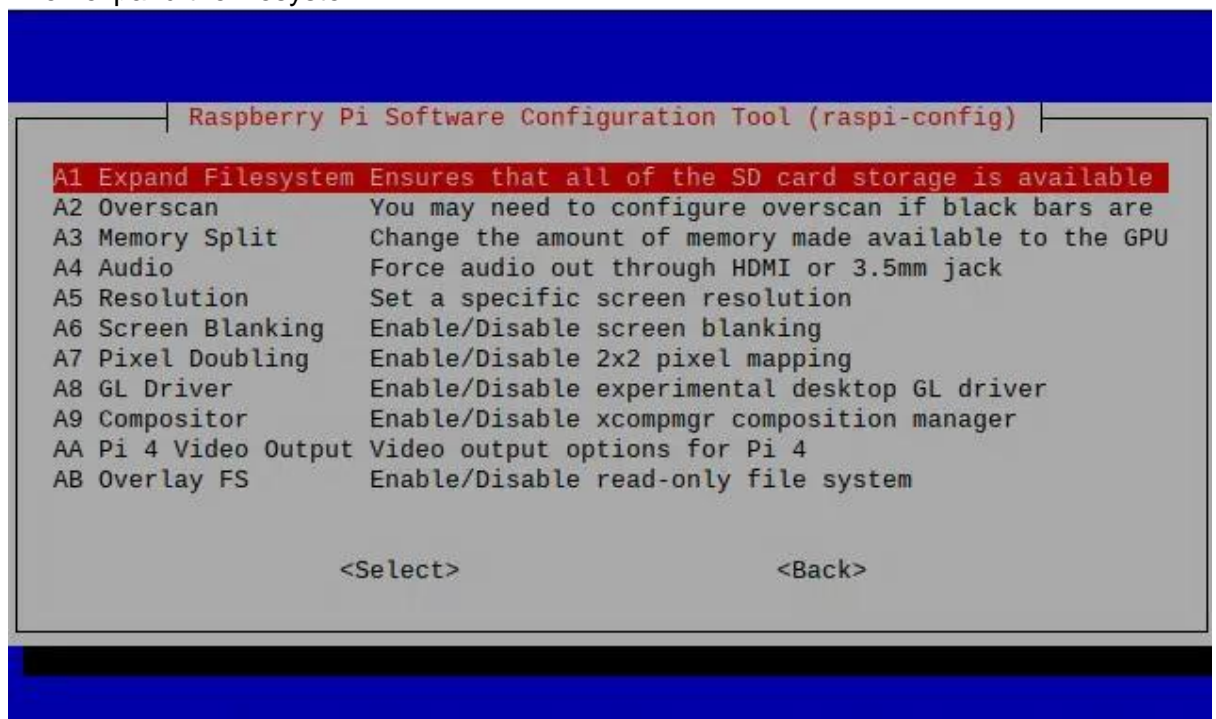 Raspberry Pi Software Configuration Tool (raspi-config)
A1 Expand Filesystem Ensures that all of the SD card storage is available
A2 Overscan You may need to configure overscan if black bars are
A3 Memory Split Change the amount of memory made available to the GPU
A4 Audio Force audio out through HDMI or 3.5mm jack
A5 Resolution Set a specific screen resolution
A6 Screen Blanking Enable/Disable screen blanking
A7 Pixel Doubling Enable/Disable 2x2 pixel mapping
A8 GL Driver Enable/Disable experimental desktop GL driver
A9 Compositor Enable/Disable xcompmgr composition manager
AA Pi 4 Video Output Video output options for Pi 4
AB Overlay FS Enable/Disable read-only file system
<Select> <Back>